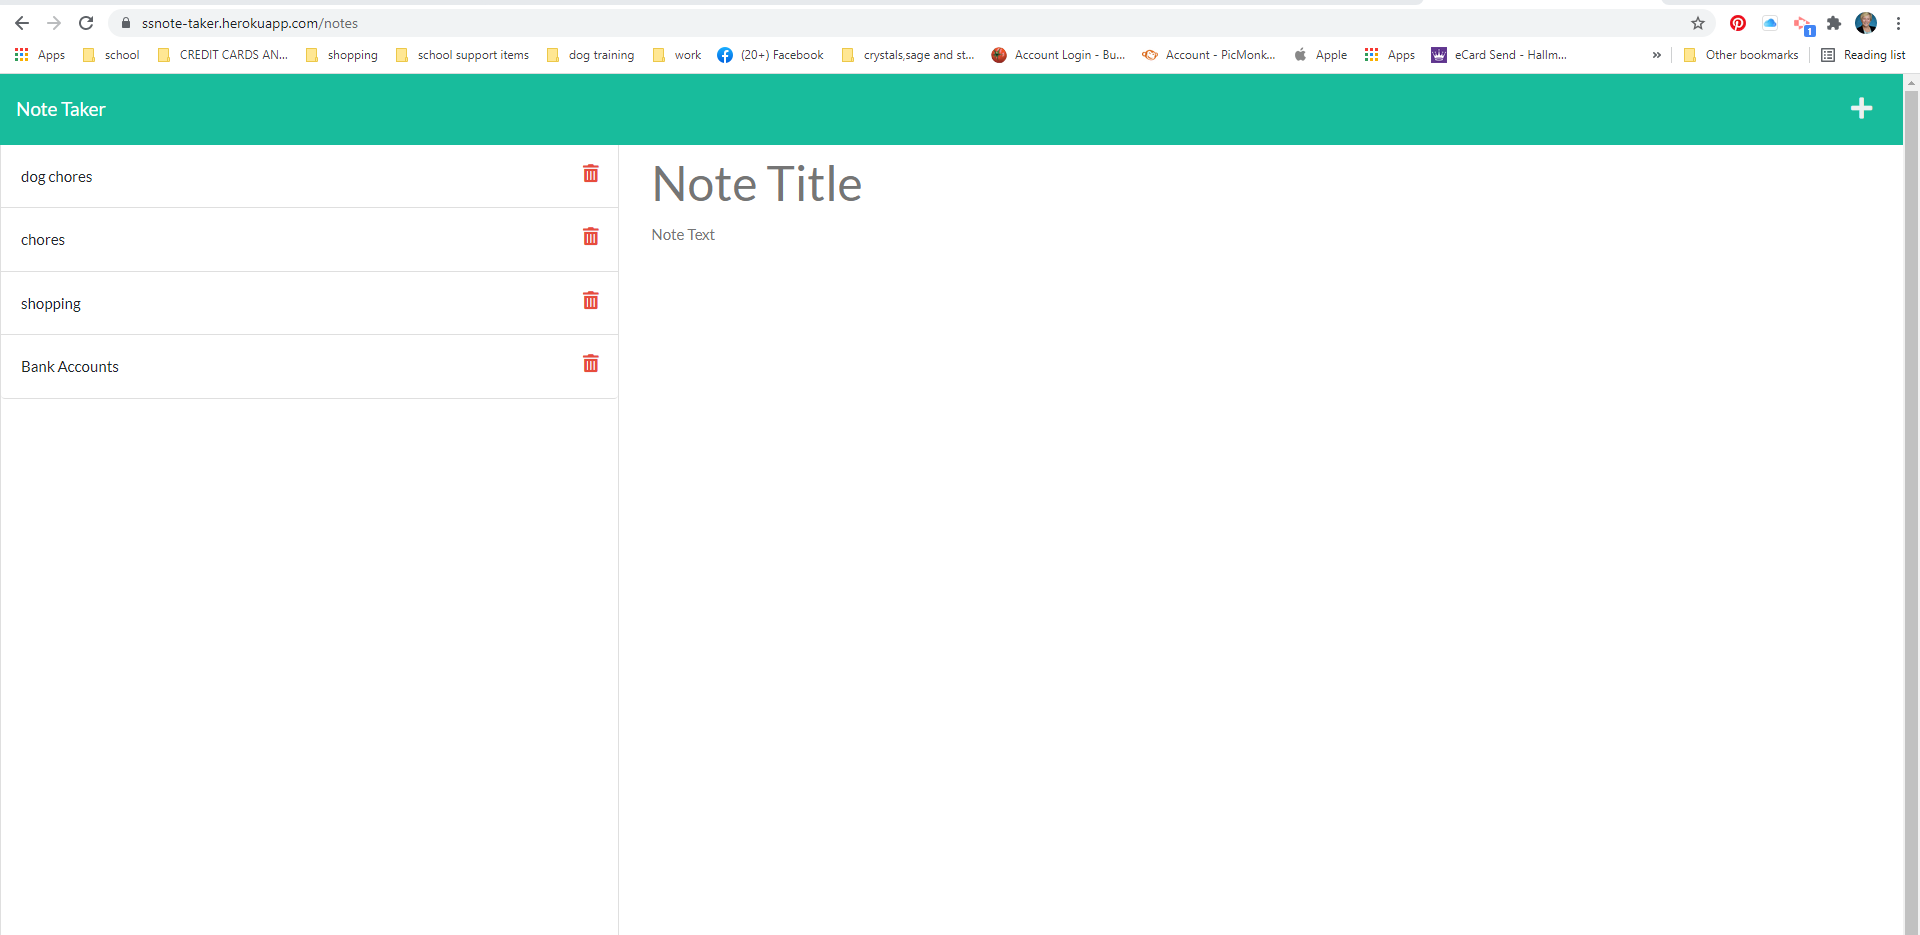 ssnote-taker.herokuapp.com/notes
1
Apps school CREDIT CARDS AN... shopping school support items dog training work (20+) Facebook crystals,sage and st... Account Login - Bu... Account - PicMonk... Apple Apps eCard Send - Hallm... » Other bookmarks Reading list
Note Taker
dog chores
chores
shopping
Bank Accounts
Note Title
Note Text